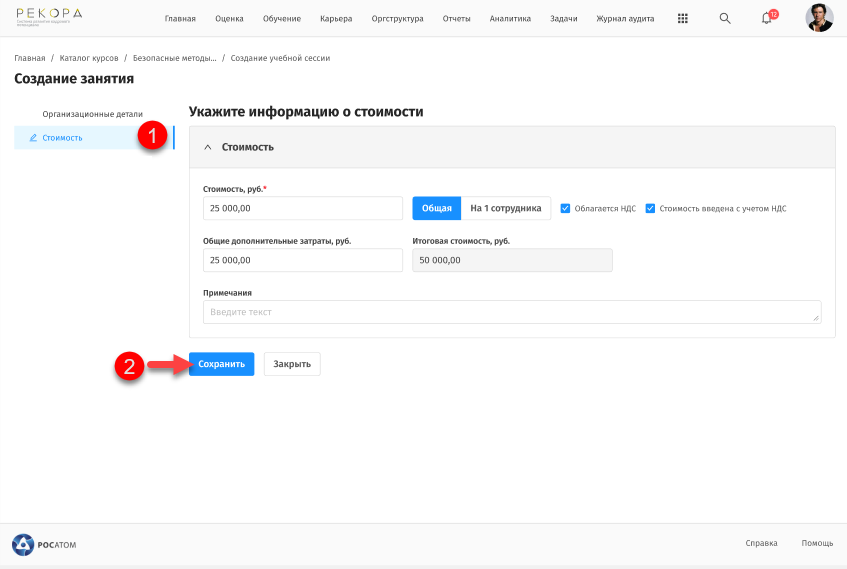 РЕКОРА
Главная Оценка Обучение Карьера Оргструктура Отчеты Аналитика Задачи Журнал аудита 12
Главная / Каталог курсов / Безопасные методы... / Создание учебной сессии
Создание занятия
Организационные детали
Стоимость 1
Укажите информацию о стоимости
Стоимость
Стоимость, руб.*
25 000,00 Общая На 1 сотрудника Облагается НДС Стоимость введена с учетом НДС
Общие дополнительные затраты, руб. Итоговая стоимость, руб.
25 000,00 50 000,00
Примечания
Введите текст
2 Сохранить Закрыть
РОСАТОМ Справка Помощь